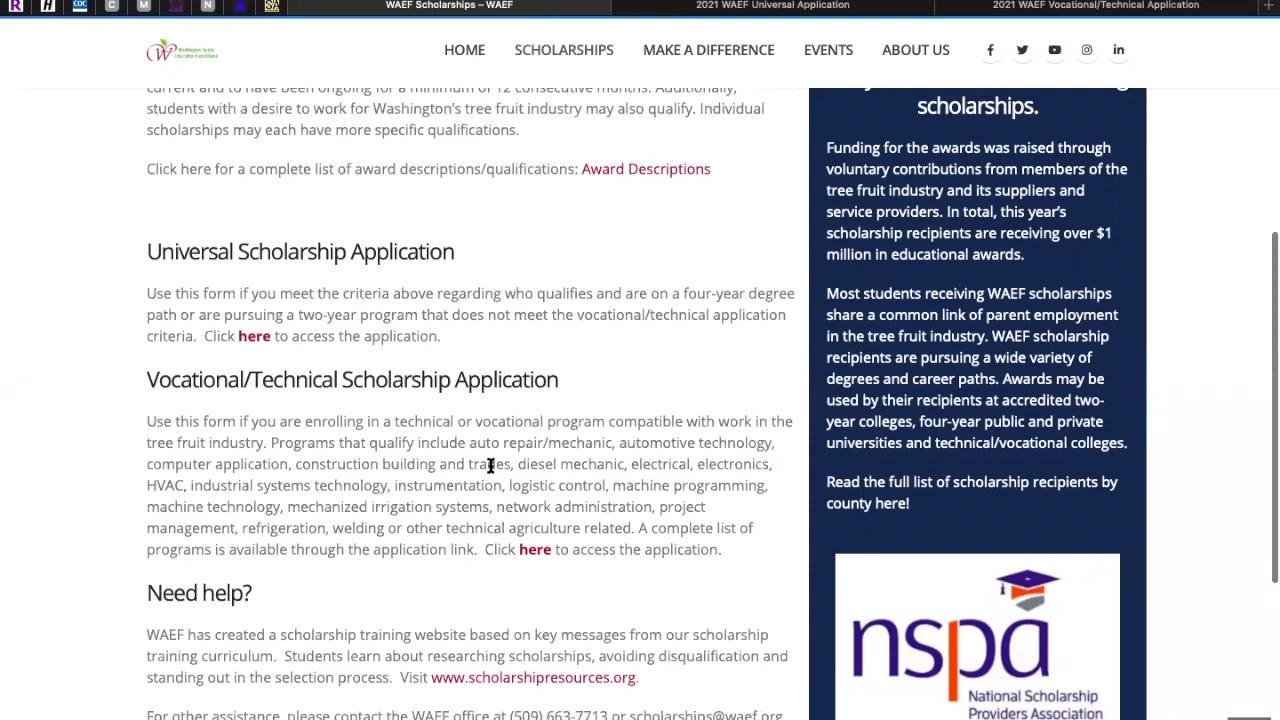 WAEF Scholarships – WAEF
2021 WAEF Universal Application
2021 WAEF Vocational/Technical Application
HOME
SCHOLARSHIPS
MAKE A DIFFERENCE
EVENTS
ABOUT US
current and to have been ongoing for a minimum of 12 consecutive months. Additionally,
students with a desire to work for Washington's tree fruit industry may also qualify. Individual
scholarships may each have more specific qualifications.
Click here for a complete list of award descriptions/qualifications: Award Descriptions
Universal Scholarship Application
Use this form if you meet the criteria above regarding who qualifies and are on a four-year degree
path or are pursuing a two-year program that does not meet the vocational/technical application
criteria. Click here to access the application.
Vocational/Technical Scholarship Application
Use this form if you are enrolling in a technical or vocational program compatible with work in the
tree fruit industry. Programs that qualify include auto repair/mechanic, automotive technology,
computer application, construction building and trades, diesel mechanic, electrical, electronics,
HVAC, industrial systems technology, instrumentation, logistic control, machine programming,
machine technology, mechanized irrigation systems, network administration, project
management, refrigeration, welding or other technical agriculture related. A complete list of
programs is available through the application link. Click here to access the application.
Need help?
WAEF has created a scholarship training website based on key messages from our scholarship
training curriculum. Students learn about researching scholarships, avoiding disqualification and
standing out in the selection process. Visit www.scholarshipresources.org.
For other assistance, please contact the WAEF office at (509) 663-7713 or scholarships@waef.org
scholarships.
Funding for the awards was raised through
voluntary contributions from members of the
tree fruit industry and its suppliers and
service providers. In total, this year's
scholarship recipients are receiving over $1
million in educational awards.
Most students receiving WAEF scholarships
share a common link of parent employment
in the tree fruit industry. WAEF scholarship
recipients are pursuing a wide variety of
degrees and career paths. Awards may be
used by their recipients at accredited two-
year colleges, four-year public and private
universities and technical/vocational colleges.
Read the full list of scholarship recipients by
county here!
nspa
National Scholarship
Providers Association